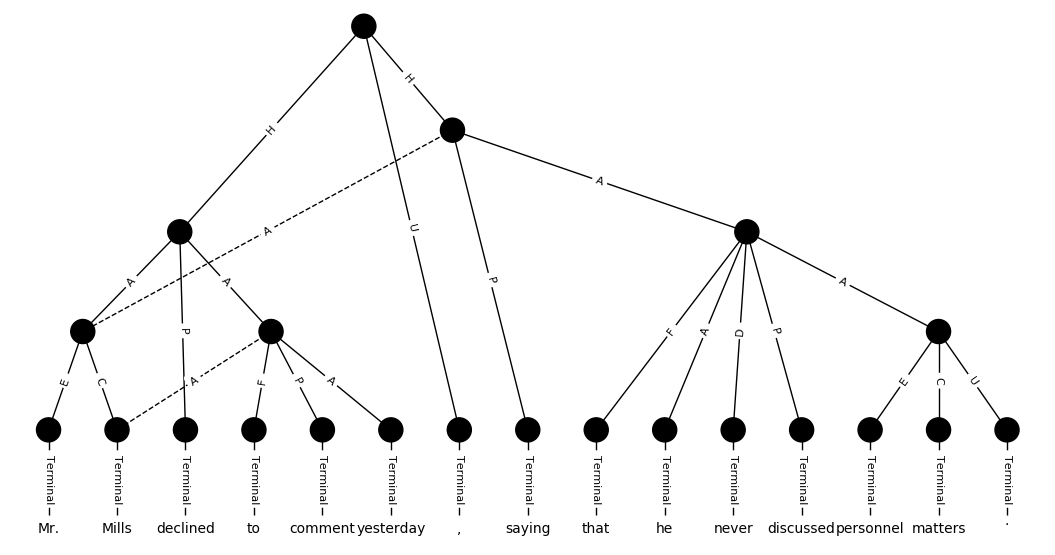 H
H
A
U
A
P
A
A
P
A
F
A
D
P
A
E
C
A
F
P
A
E
C
U
Terminal Terminal Terminal Terminal Terminal Terminal Terminal Terminal Terminal Terminal Terminal Terminal Terminal Terminal Terminal
Mr. Mills declined to comment yesterday , saying that he never discussed personnel matters .